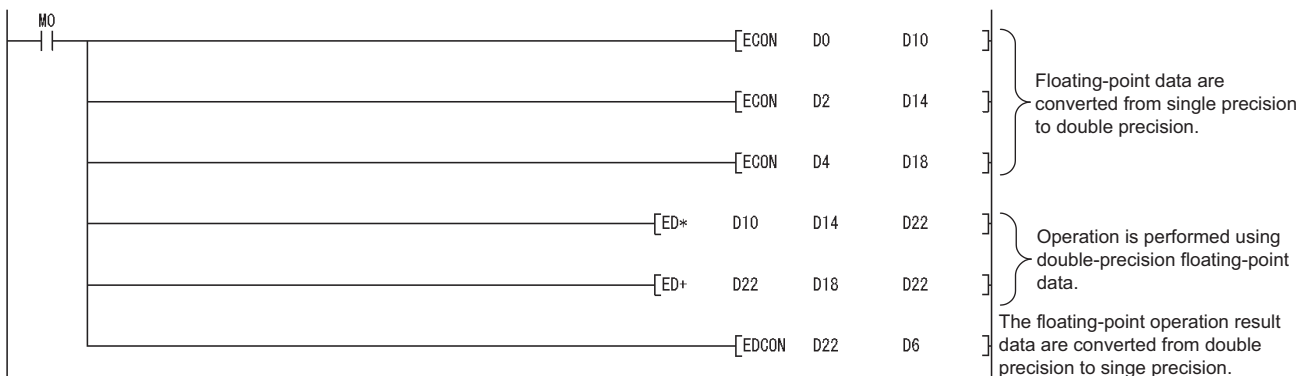 M0
ECON D0 D10
Floating-point data are
converted from single precision
to double precision.
ECON D2 D14
ECON D4 D18
ED* D10 D14 D22
Operation is performed using
double-precision floating-point
data.
ED+ D22 D18 D22
The floating-point operation result
data are converted from double
precision to singe precision.
EDCON D22 D6